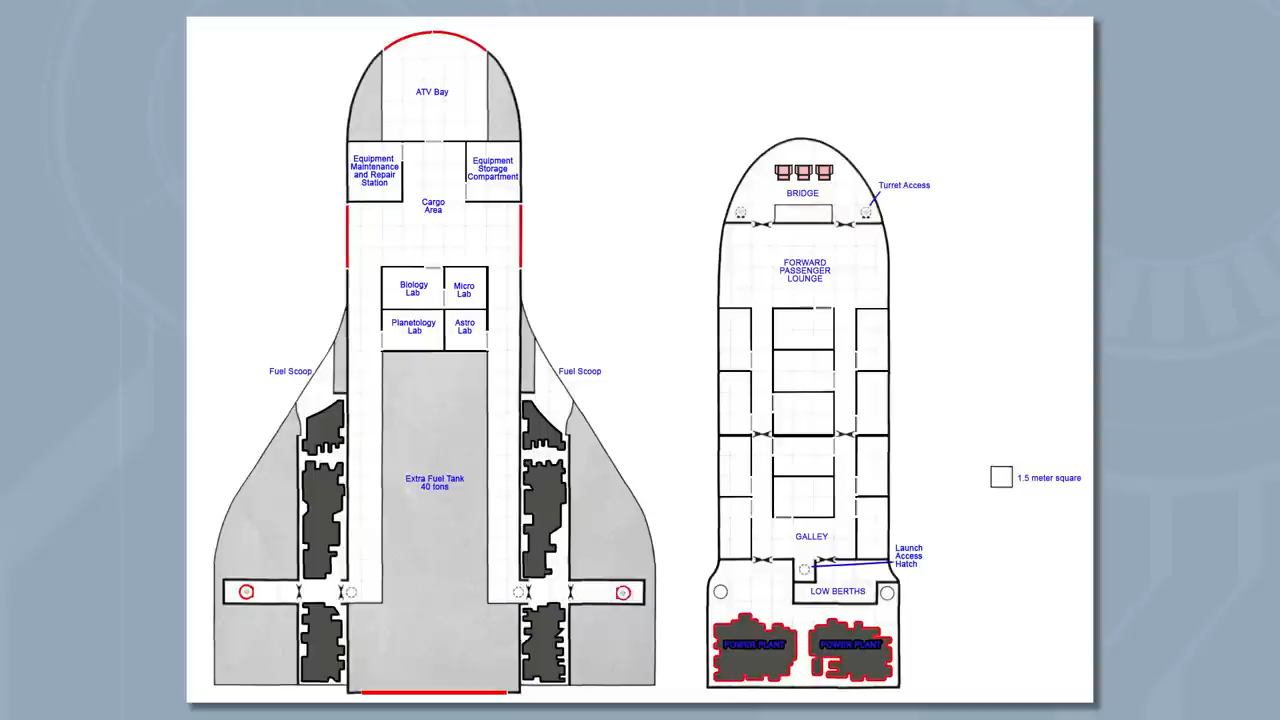 ATV Bay
Equipment
Maintenance
and Repair
Station
Equipment
Storage
Compartment
Cargo
Area
Biology
Lab
Micro
Lab
Planetology
Lab
Astro
Lab
Fuel Scoop
Fuel Scoop
Extra Fuel Tank
40 tons
BRIDGE
Turret Access
FORWARD
PASSENGER
LOUNGE
GALLEY
Launch
Access
Hatch
LOW BERTHS
POWER PLANT
POWER PLANT
1.5 meter square